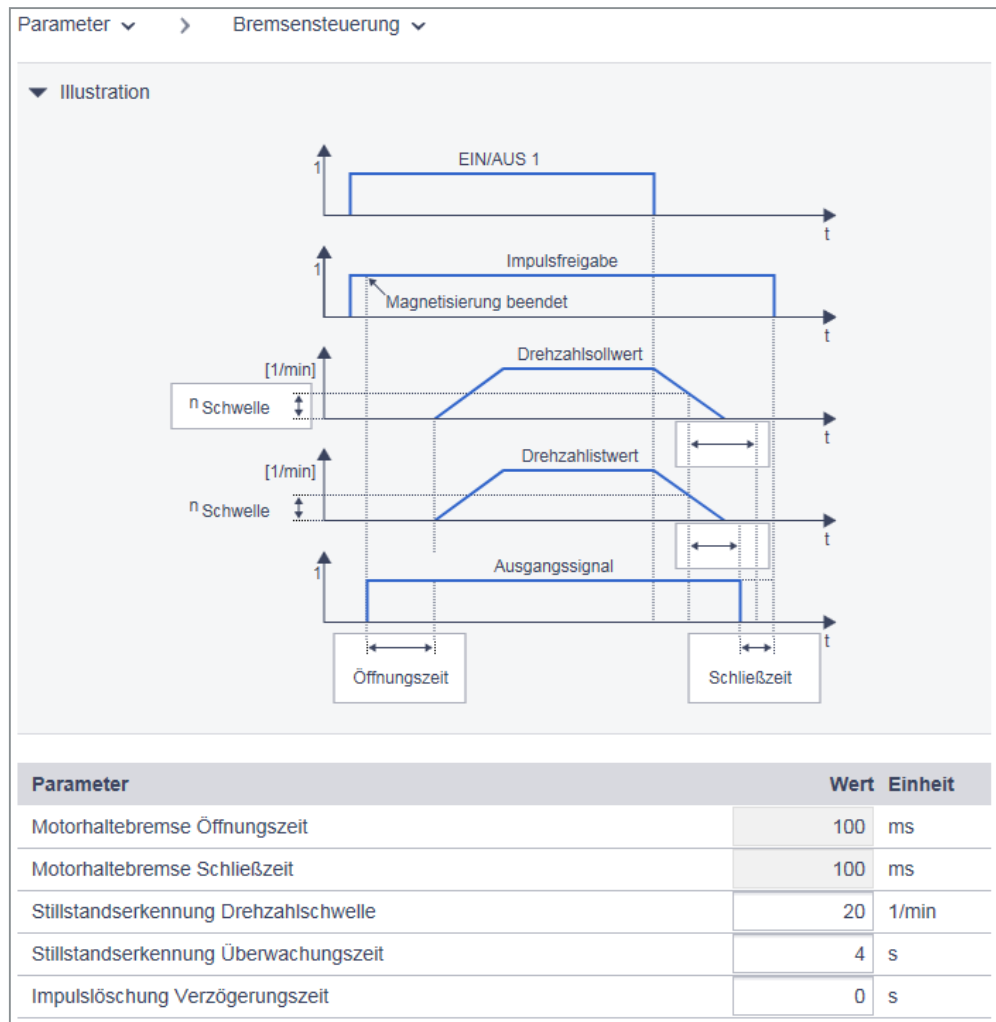 Parameter > Bremsensteuerung
Illustration
EIN/AUS 1
1
t
Impulsfreigabe
1
Magnetisierung beendet
t
Drehzahlsollwert
[1/min]
n Schwelle
t
Drehzahlistwert
[1/min]
n Schwelle
t
Ausgangssignal
1
t
Öffnungszeit Schließzeit
Parameter Wert Einheit
Motorhaltebremse Öffnungszeit 100 ms
Motorhaltebremse Schließzeit 100 ms
Stillstandserkennung Drehzahlschwelle 20 1/min
Stillstandserkennung Überwachungszeit 4 s
Impulslöschung Verzögerungszeit 0 s